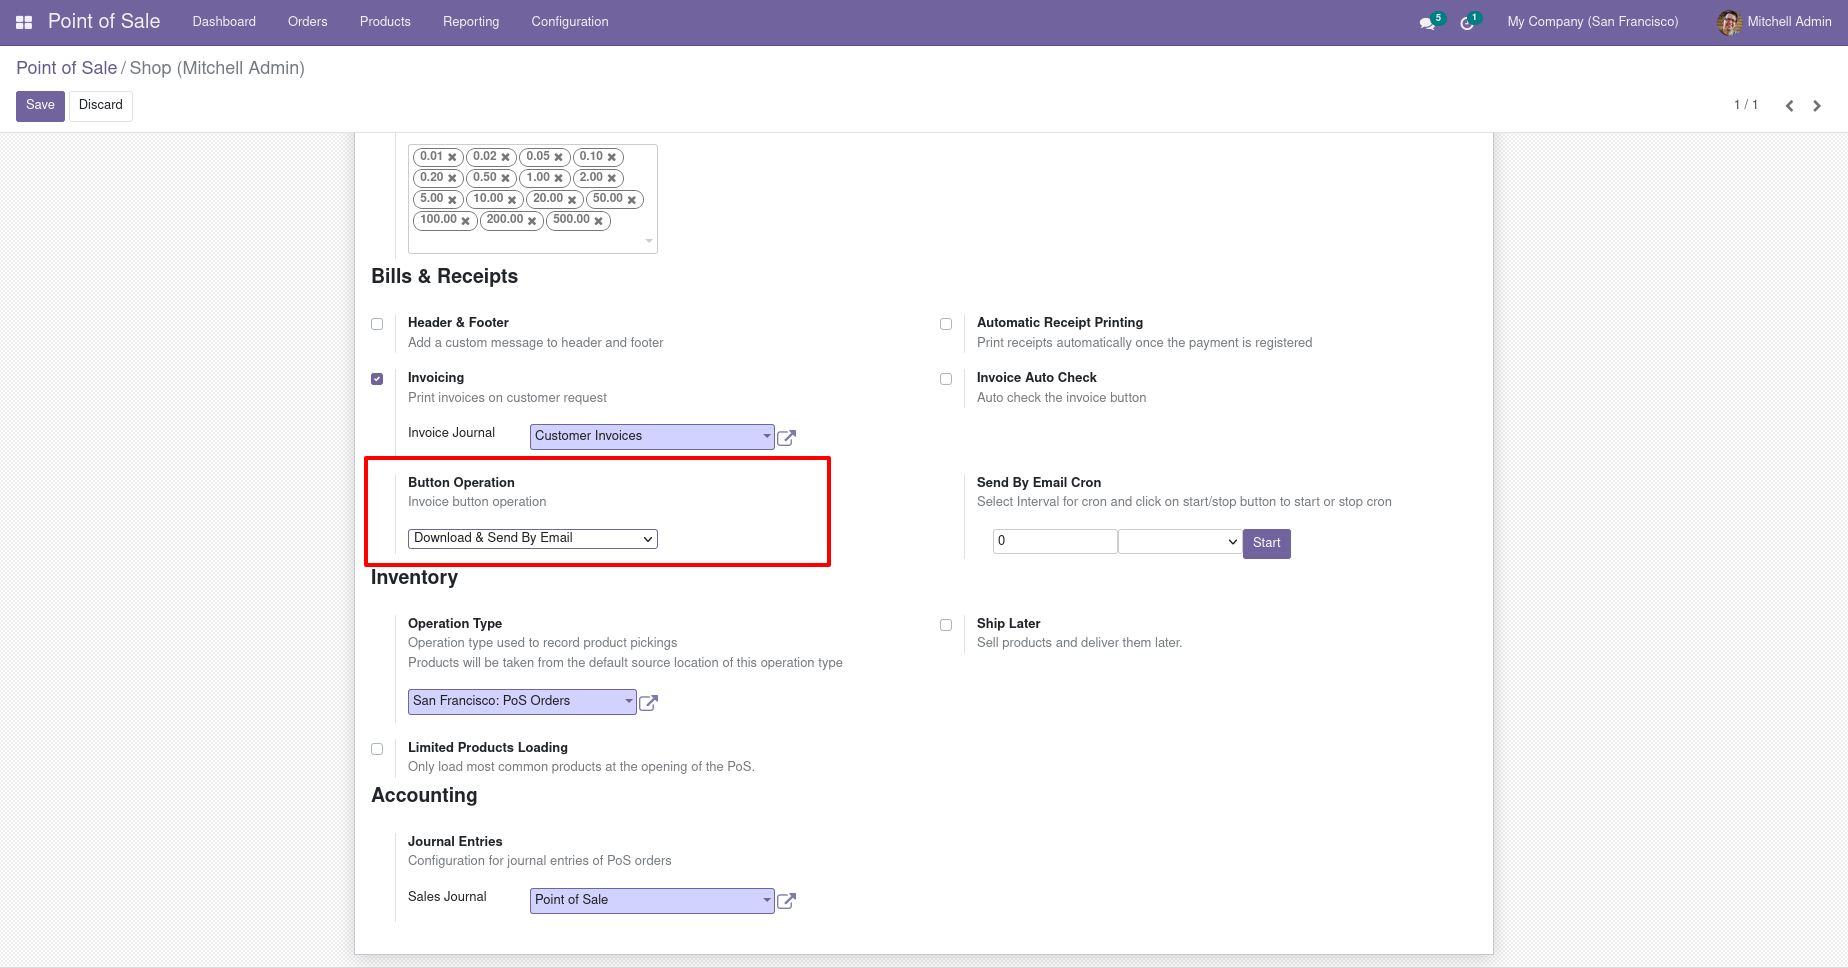 Point of Sale Dashboard Orders Products Reporting Configuration 5 1 My Company (San Francisco) Mitchell Admin
Point of Sale / Shop (Mitchell Admin)
Save Discard 1 / 1
0.01 0.02 0.05 0.10
0.20 0.50 1.00 2.00
5.00 10.00 20.00 50.00
100.00 200.00 500.00
Bills & Receipts
Header & Footer
Add a custom message to header and footer
Automatic Receipt Printing
Print receipts automatically once the payment is registered
Invoicing
Print invoices on customer request
Invoice Journal Customer Invoices
Invoice Auto Check
Auto check the invoice button
Button Operation
Invoice button operation
Download & Send By Email
Send By Email Cron
Select Interval for cron and click on start/stop button to start or stop cron
0 Start
Inventory
Operation Type
Operation type used to record product pickings
Products will be taken from the default source location of this operation type
San Francisco: PoS Orders
Ship Later
Sell products and deliver them later.
Limited Products Loading
Only load most common products at the opening of the PoS.
Accounting
Journal Entries
Configuration for journal entries of PoS orders
Sales Journal Point of Sale